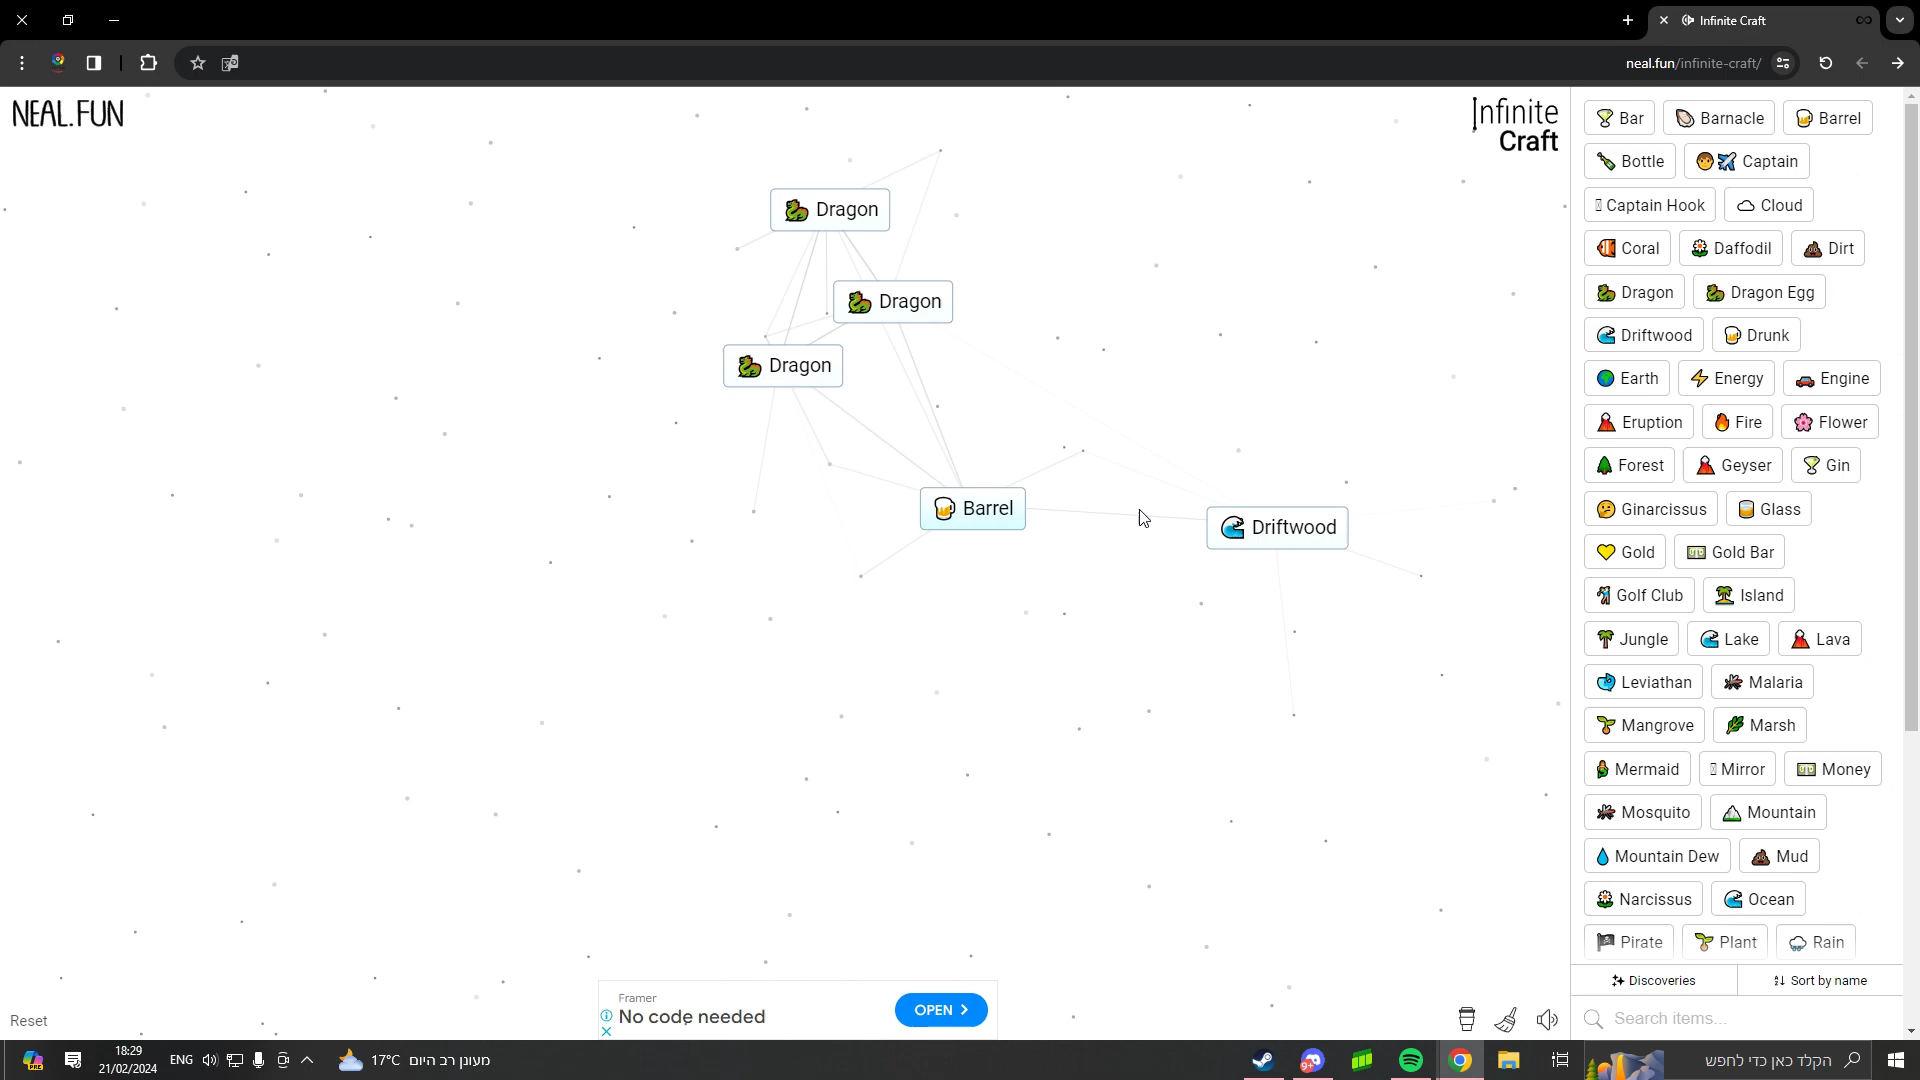 Infinite Craft
neal.fun/infinite-craft/
NEAL.FUN
Infinite
Craft
Dragon
Dragon
Dragon
Barrel
Driftwood
Bar Barnacle Barrel
Bottle Captain
Captain Hook Cloud
Coral Daffodil Dirt
Dragon Dragon Egg
Driftwood Drunk
Earth Energy Engine
Eruption Fire Flower
Forest Geyser Gin
Ginarcissus Glass
Gold Gold Bar
Golf Club Island
Jungle Lake Lava
Leviathan Malaria
Mangrove Marsh
Mermaid Mirror Money
Mosquito Mountain
Mountain Dew Mud
Narcissus Ocean
Pirate Plant Rain
Discoveries Sort by name
Search items...
Framer
No code needed
OPEN
Reset
18:29
21/02/2024
ENG
17°C מעונן רב היום
9+
הקלד כאן כדי לחפש
PRE